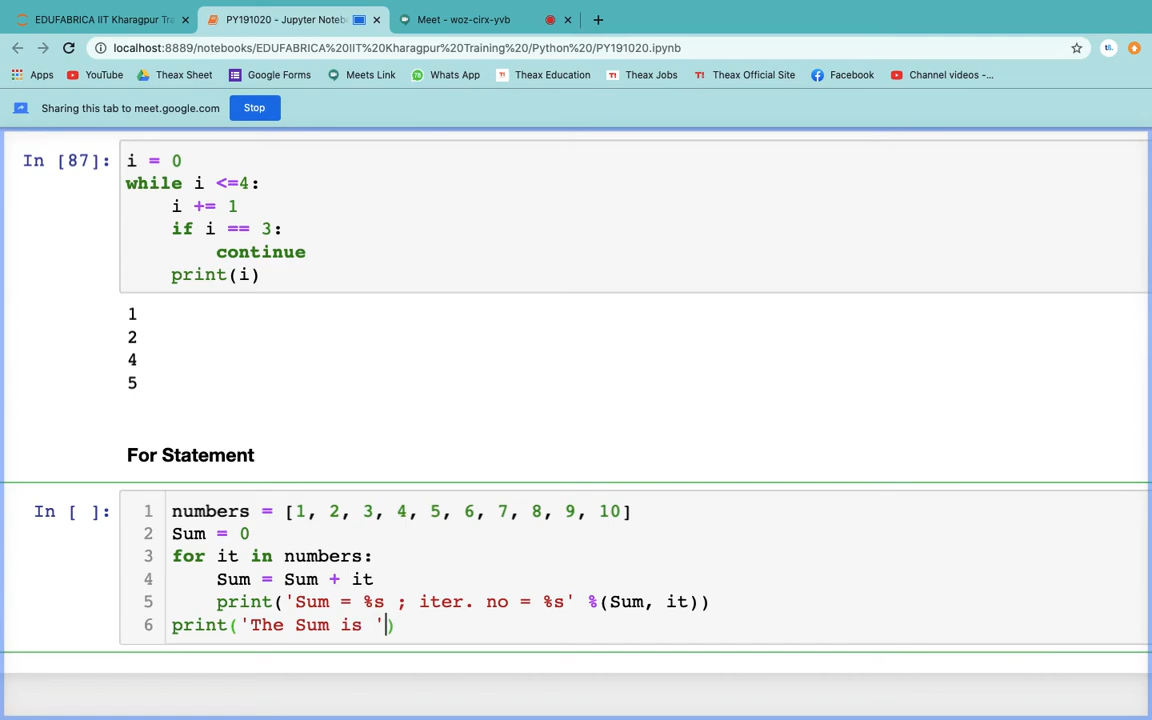 EDUFABRICA IIT Kharagpur Tra
PY191020 - Jupyter Noteb
Meet - woz-cirx-yvb
localhost:8889/notebooks/EDUFABRICA%20IIT%20Kharagpur%20Training%20/Python%20/PY191020.ipynb
Apps YouTube Theax Sheet Google Forms Meets Link Whats App Theax Education Theax Jobs Theax Official Site Facebook Channel videos -...
Sharing this tab to meet.google.com Stop
In [87]: i = 0
while i <=4:
i += 1
if i == 3:
continue
print(i)
1
2
4
5
For Statement
In [ ]: 1 numbers = [1, 2, 3, 4, 5, 6, 7, 8, 9, 10]
2 Sum = 0
3 for it in numbers:
4 Sum = Sum + it
5 print('Sum = %s ; iter. no = %s' %(Sum, it))
6 print('The Sum is ')